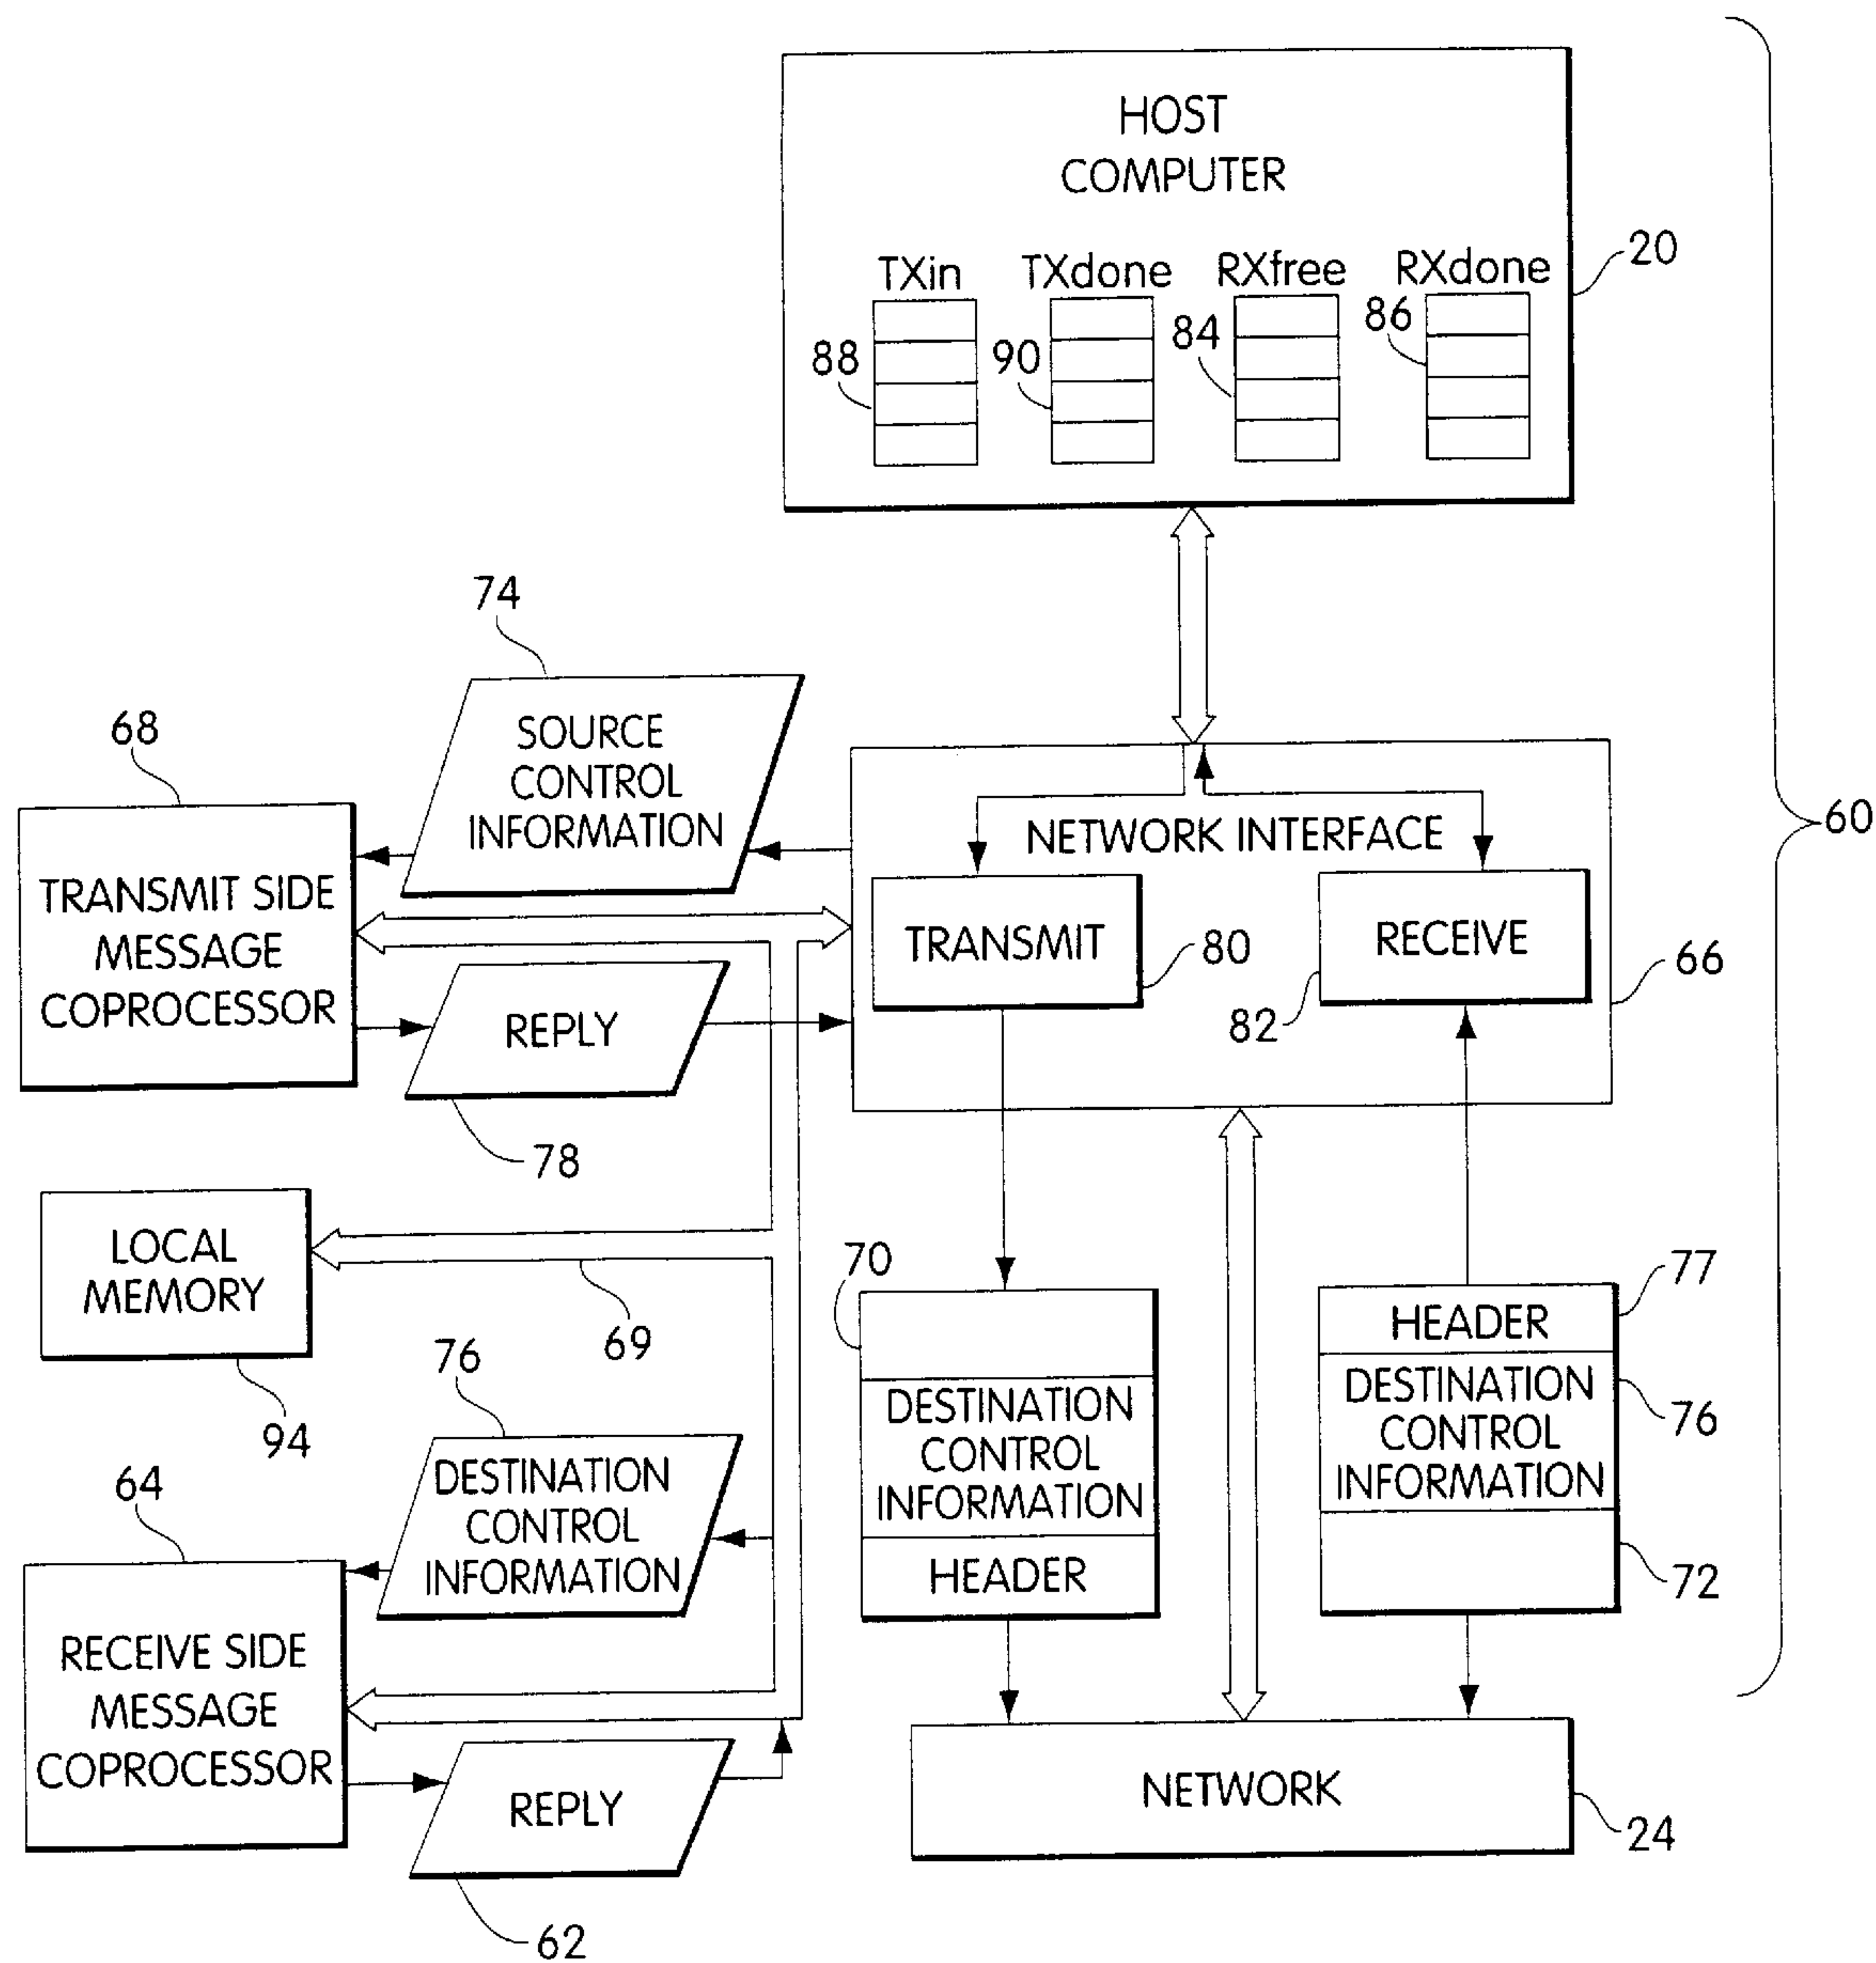 HOST
COMPUTER
20
TXin
TXdone
RXfree
RXdone
88
90
84
86
74
68
SOURCE
CONTROL
INFORMATION
60
NETWORK INTERFACE
TRANSMIT SIDE
MESSAGE
COPROCESSOR
TRANSMIT
80
RECEIVE
82
66
REPLY
78
LOCAL
MEMORY
94
69
70
77
HEADER
DESTINATION
CONTROL
INFORMATION
76
72
DESTINATION
CONTROL
INFORMATION
HEADER
76
DESTINATION
CONTROL
INFORMATION
64
RECEIVE SIDE
MESSAGE
COPROCESSOR
REPLY
62
NETWORK
24